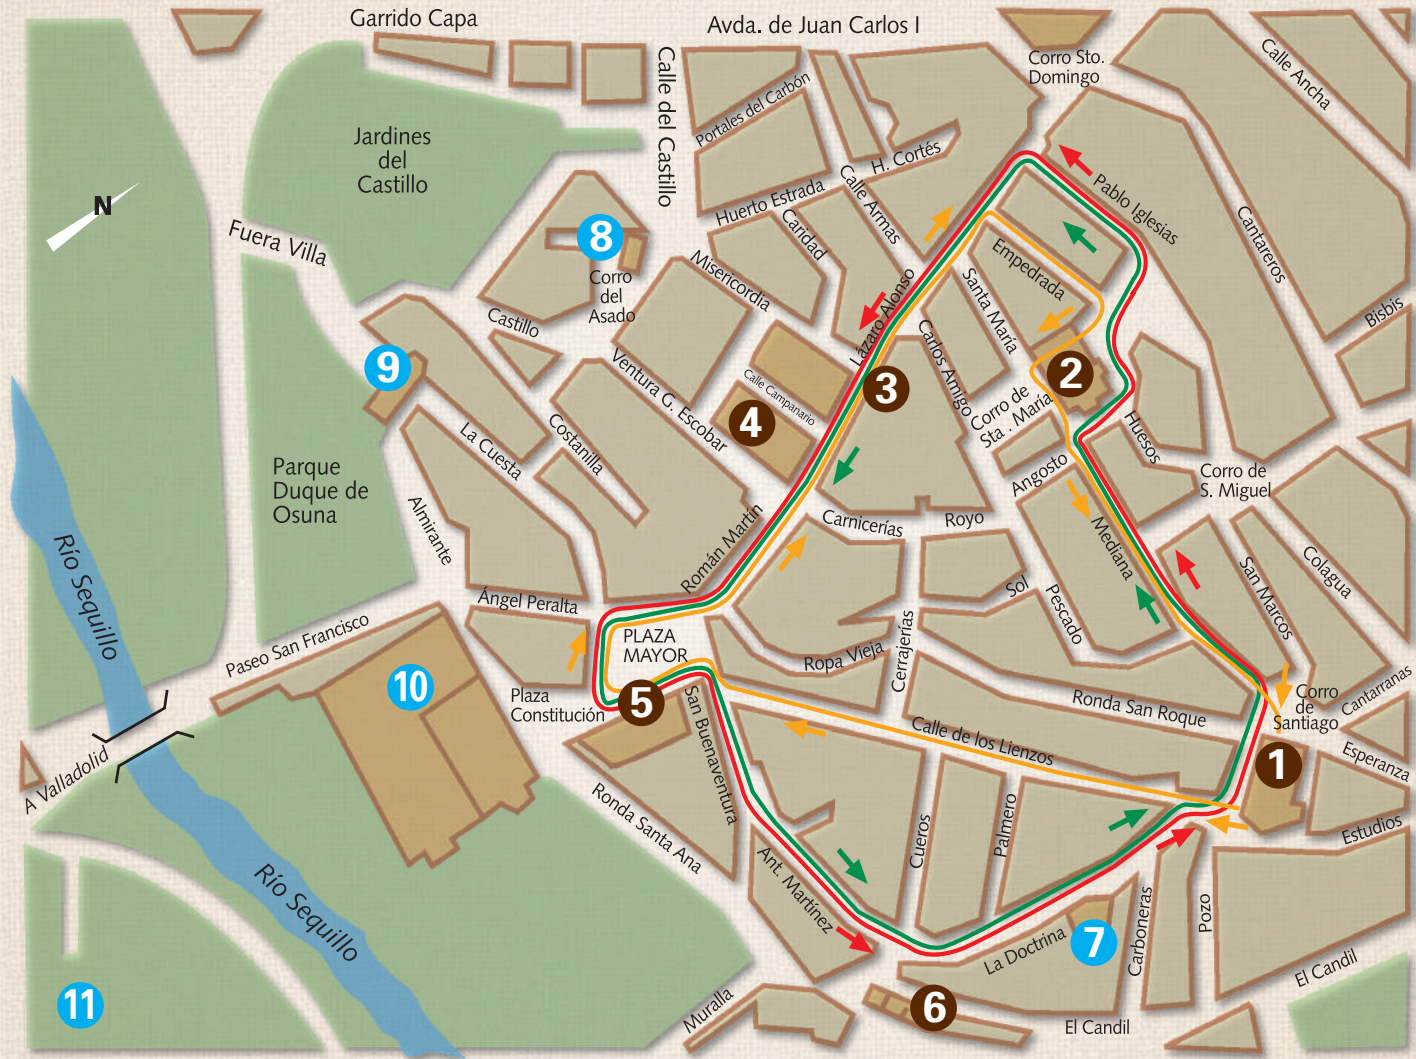 Garrido Capa
Avda. de Juan Carlos I
Corro Sto.
Domingo
Calle Ancha
Calle del Castillo
Portales del Carbón
Jardines
del
Castillo
H. Cortés
Calle Armas
Huerto Estrada
Caridad
Pablo Iglesias
Cantareros
N
Fuera Villa
8
Corro
del
Asado
Misericordia
Empedrada
Santa María
Lázaro Alonso
Bisbis
Castillo
9
Ventura G. Escobar
Calle Campanario
3
4
Carlos Amigo
2
Corro de
Sta . María
Huesos
La Cuesta
Costanilla
Parque
Duque de
Osuna
Almirante
Angosto
Corro de
S. Miguel
Román Martín
Carnicerías
Royo
Mediana
San Marcos
Colagua
Río Sequillo
Ángel Peralta
Sol
Pescado
Paseo San Francisco
PLAZA
MAYOR
Ropa Vieja
Cerrajerías
10
Plaza
Constitución
5
San Buenaventura
Ronda San Roque
Corro
de
Santiago
Cantarranas
Calle de los Lienzos
1
Esperanza
A Valladolid
Ronda Santa Ana
Cueros
Palmero
Estudios
Río Sequillo
Ant. Martínez
La Doctrina
7
Carboneras
Pozo
El Candil
11
Muralla
6
El Candil